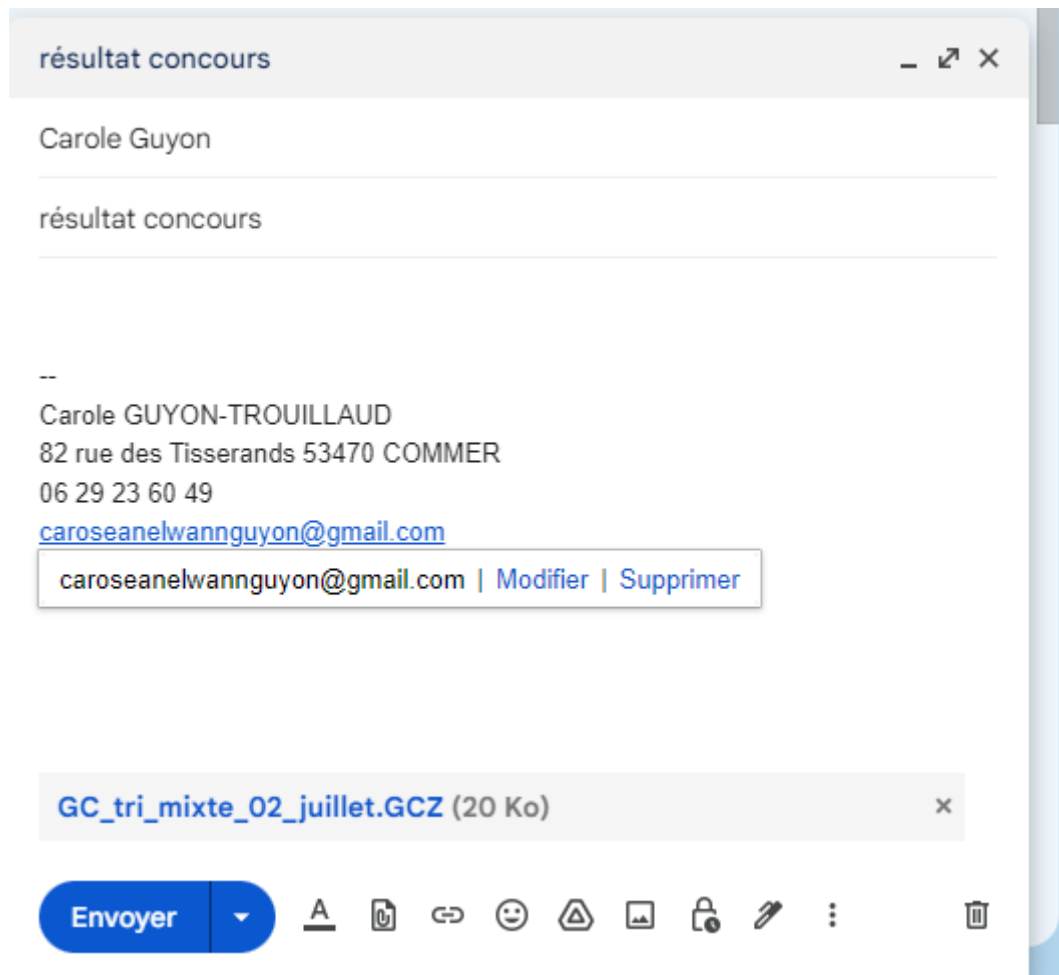 résultat concours
Carole Guyon
résultat concours
--
Carole GUYON-TROUILLAUD
82 rue des Tisserands 53470 COMMER
06 29 23 60 49
caroseanelwannguyon@gmail.com
caroseanelwannguyon@gmail.com | Modifier | Supprimer
GC_tri_mixte_02_juillet.GCZ (20 Ko)
Envoyer